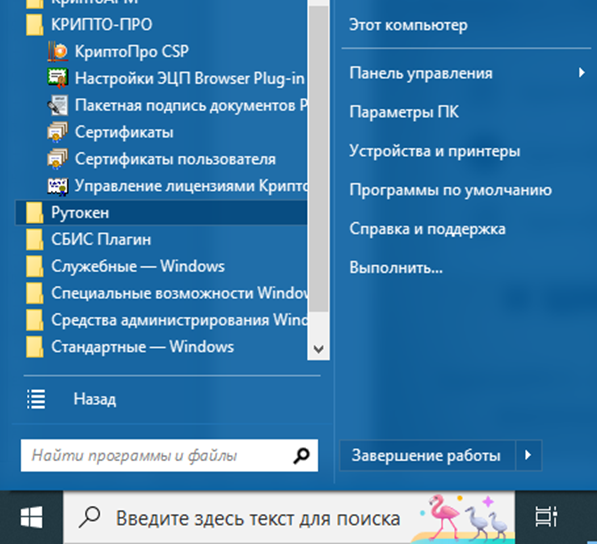 КриптоАРМ
КРИПТО-ПРО
КриптоПро CSP
Настройки ЭЦП Browser Plug-in
Пакетная подпись документов P
Сертификаты
Сертификаты пользователя
Управление лицензиями Крипто
Рутокен
СБИС Плагин
Служебные — Windows
Специальные возможности Window
Средства администрирования Wind
Стандартные — Windows
Назад
Найти программы и файлы
Этот компьютер
Панель управления
Параметры ПК
Устройства и принтеры
Программы по умолчанию
Справка и поддержка
Выполнить...
Завершение работы
Введите здесь текст для поиска